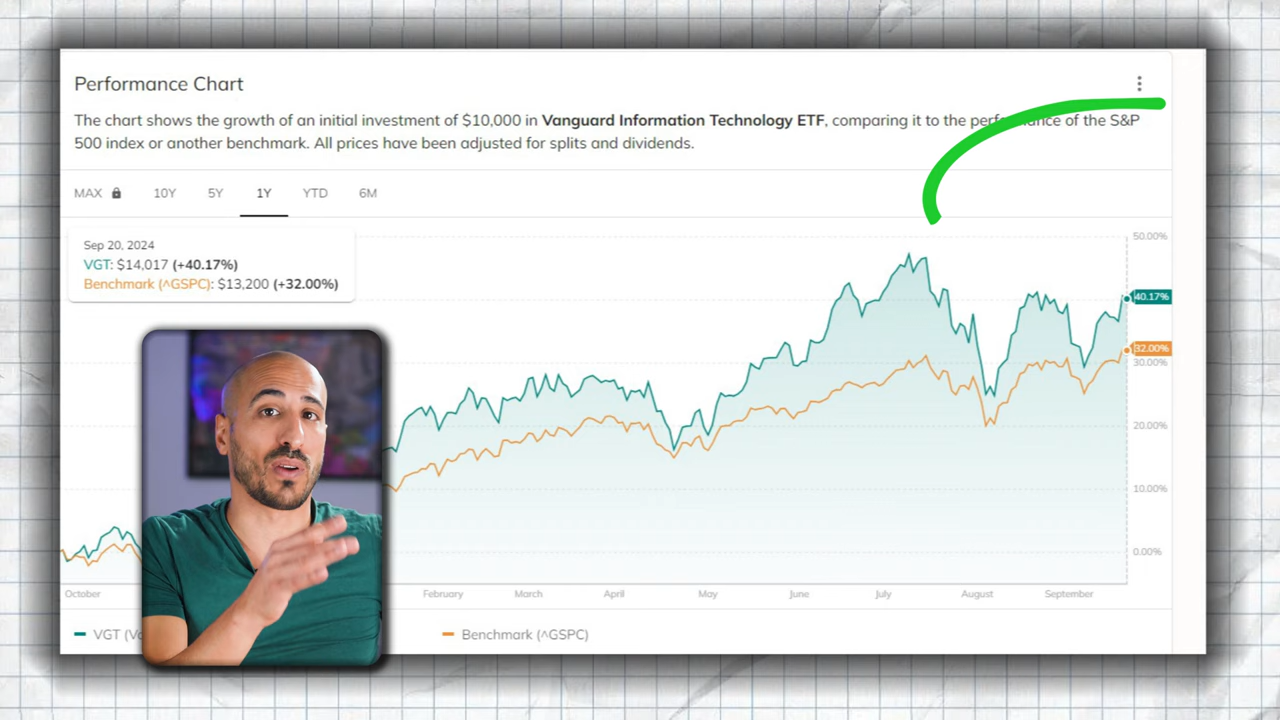 Performance Chart
The chart shows the growth of an initial investment of $10,000 in Vanguard Information Technology ETF, comparing it to the performance of the S&P
500 index or another benchmark. All prices have been adjusted for splits and dividends.
MAX 10Y 5Y 1Y YTD 6M
Sep 20, 2024
VGT: $14,017 (+40.17%)
Benchmark (^GSPC): $13,200 (+32.00%)
50.00%
40.17%
32.00%
30.00%
20.00%
10.00%
0.00%
October February March April May June July August September
VGT
Benchmark (^GSPC)